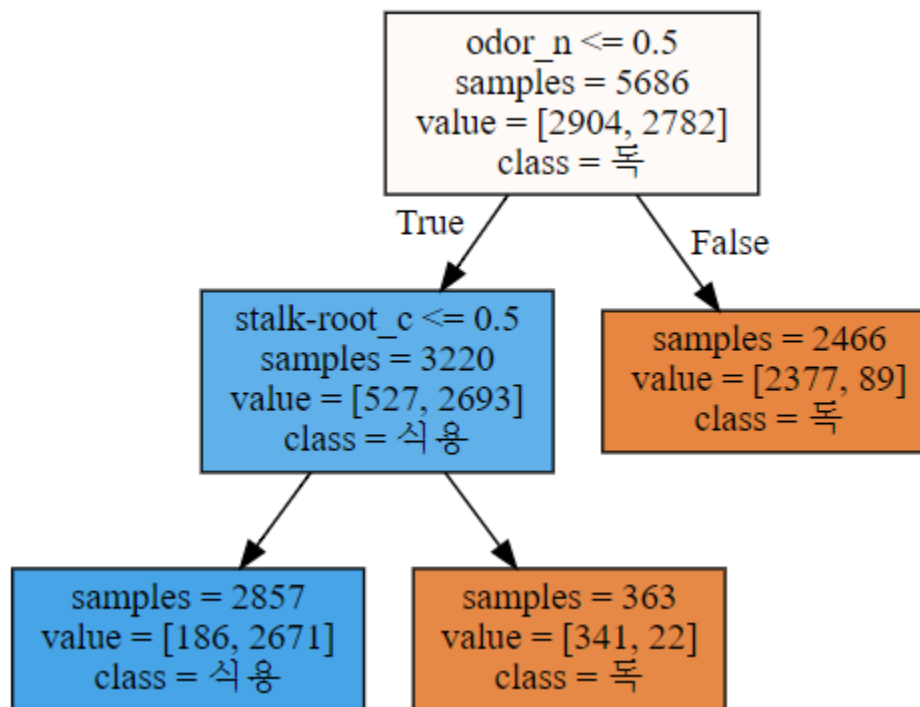 odor_n <= 0.5
samples = 5686
value = [2904, 2782]
class = 독
True
False
stalk-root_c <= 0.5
samples = 3220
value = [527, 2693]
class = 식용
samples = 2466
value = [2377, 89]
class = 독
samples = 2857
value = [186, 2671]
class = 식용
samples = 363
value = [341, 22]
class = 독